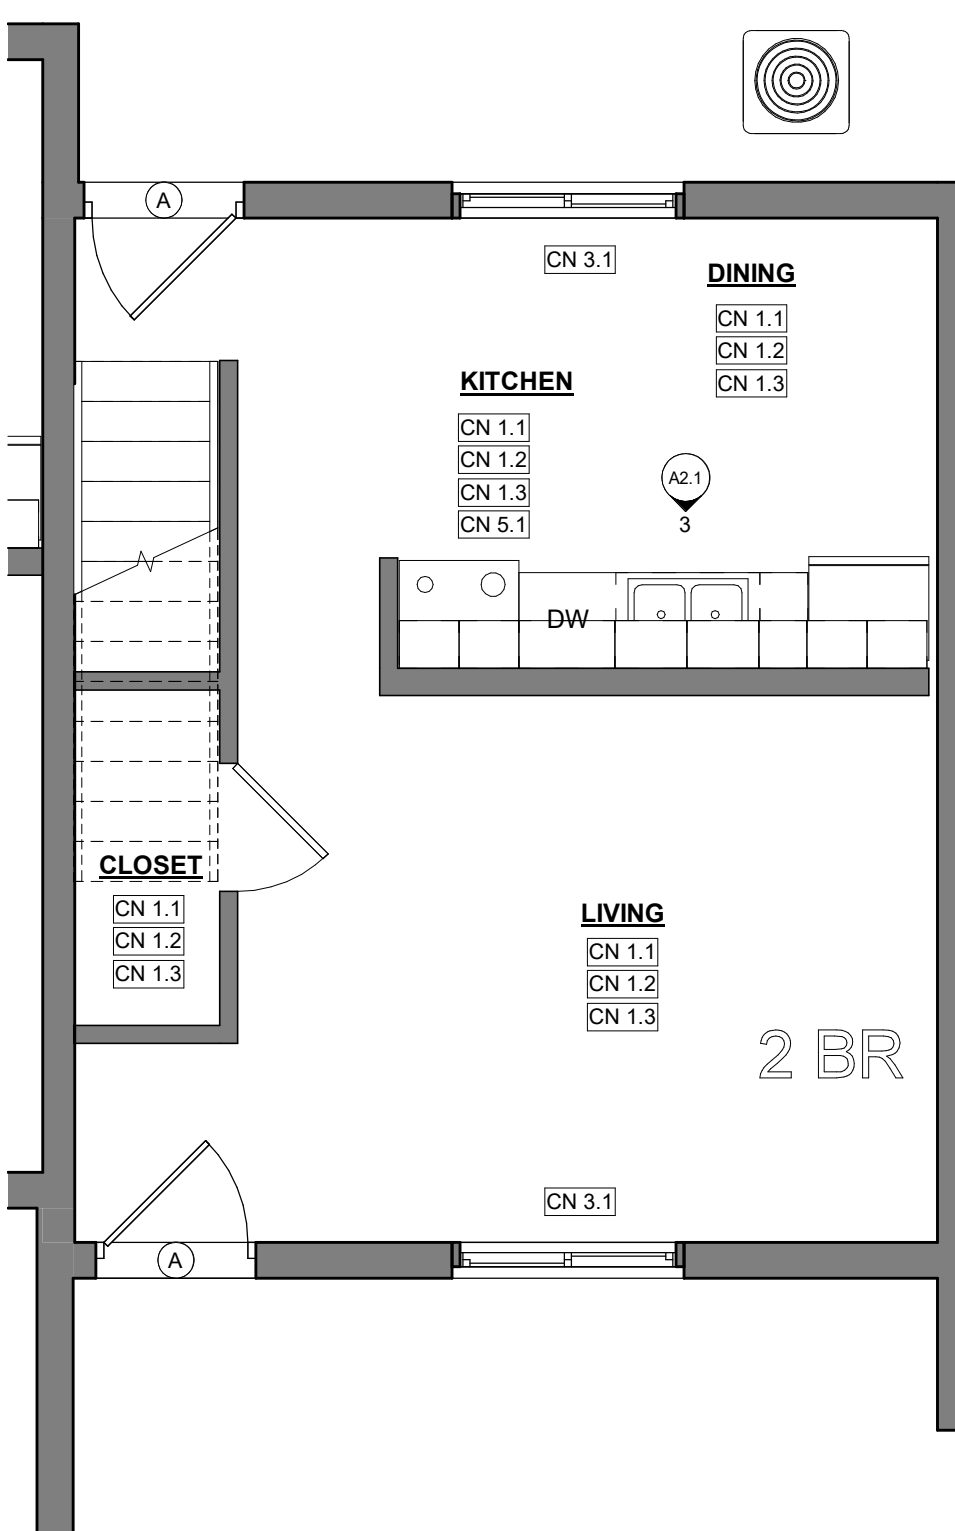 A
CN 3.1
DINING
CN 1.1
CN 1.2
CN 1.3
KITCHEN
CN 1.1
CN 1.2
CN 1.3
CN 5.1
A2.1
3
DW
CLOSET
CN 1.1
CN 1.2
CN 1.3
LIVING
CN 1.1
CN 1.2
CN 1.3
2 BR
CN 3.1
A